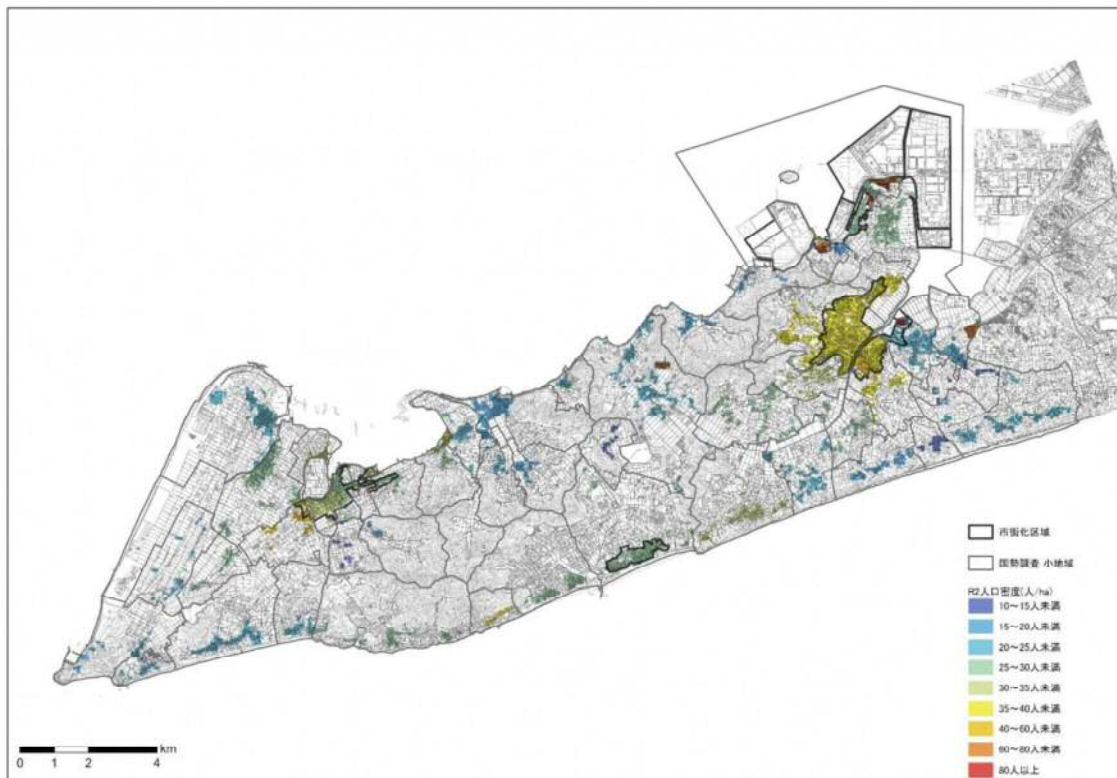 市街化区域
国勢調査 小地域
R2人口密度(人/ha)
10～15人未満
15～20人未満
20～25人未満
25～30人未満
30～35人未満
35～40人未満
40～60人未満
60～80人未満
80人以上
km
0 1 2 4